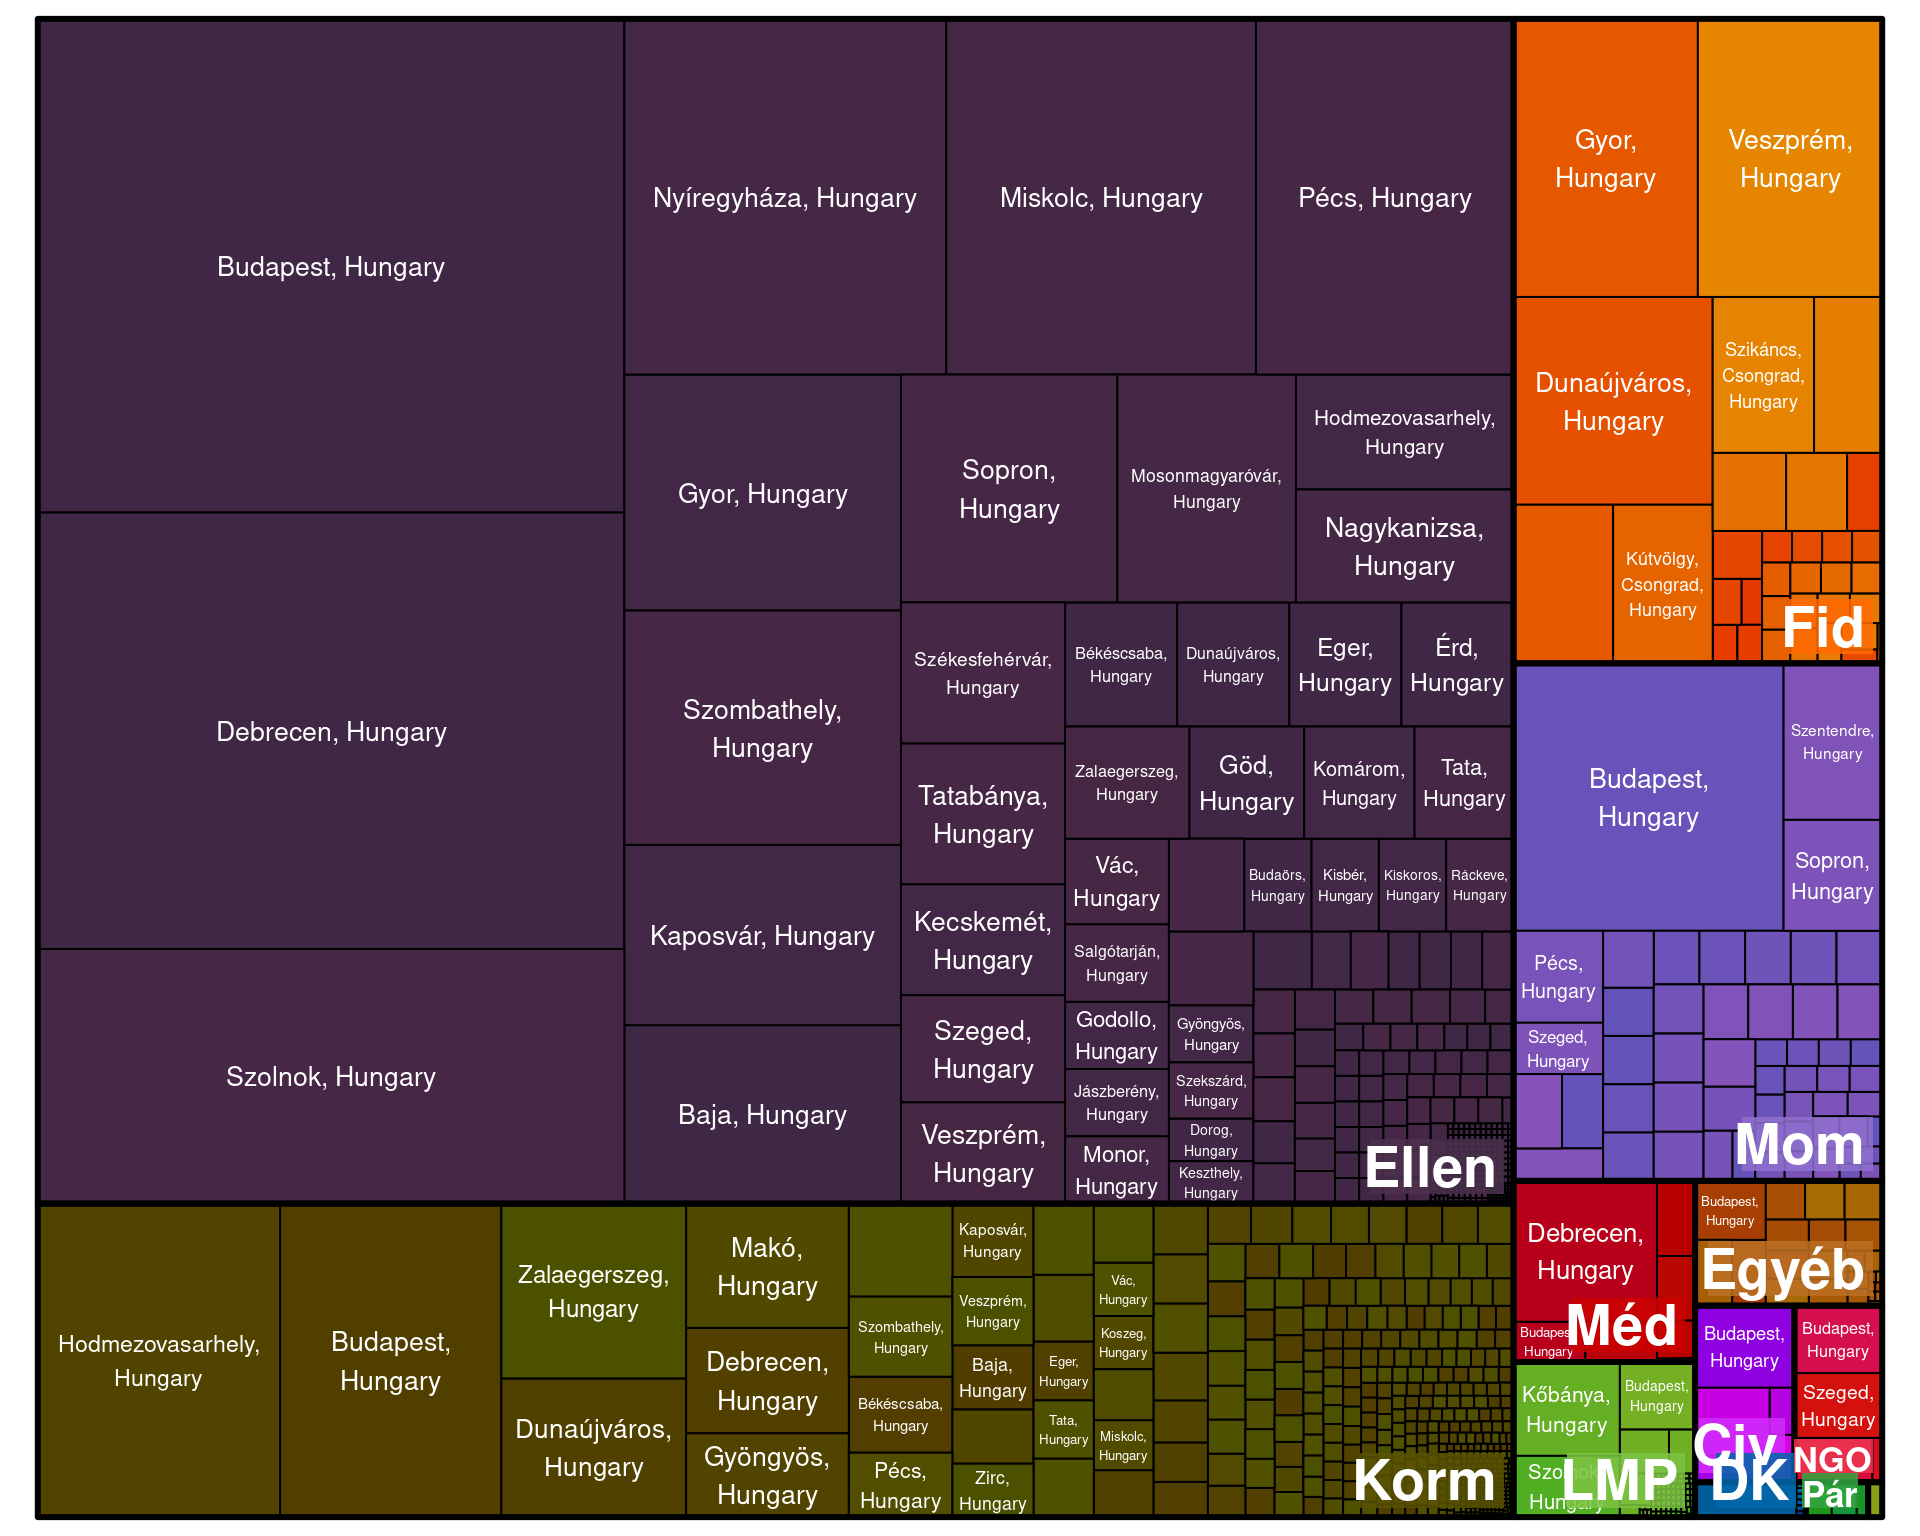 Budapest, Hungary
Debrecen, Hungary
Szolnok, Hungary
Nyíregyháza, Hungary
Miskolc, Hungary
Pécs, Hungary
Gyor, Hungary
Szombathely,
Hungary
Kaposvár, Hungary
Baja, Hungary
Sopron,
Hungary
Mosonmagyaróvár,
Hungary
Hodmezovasarhely,
Hungary
Nagykanizsa,
Hungary
Székesfehérvár,
Hungary
Tatabánya,
Hungary
Kecskemét,
Hungary
Szeged,
Hungary
Veszprém,
Hungary
Békéscsaba,
Hungary
Dunaújváros,
Hungary
Eger,
Hungary
Érd,
Hungary
Zalaegerszeg,
Hungary
Göd,
Hungary
Komárom,
Hungary
Tata,
Hungary
Vác,
Hungary
Salgótarján,
Hungary
Godollo,
Hungary
Jászberény,
Hungary
Monor,
Hungary
Budaörs,
Hungary
Kisbér,
Hungary
Kiskoros,
Hungary
Ráckeve,
Hungary
Gyöngyös,
Hungary
Szekszárd,
Hungary
Dorog,
Hungary
Keszthely,
Hungary
Ellen
Hodmezovasarhely,
Hungary
Budapest,
Hungary
Zalaegerszeg,
Hungary
Dunaújváros,
Hungary
Makó,
Hungary
Debrecen,
Hungary
Gyöngyös,
Hungary
Szombathely,
Hungary
Békéscsaba,
Hungary
Pécs,
Hungary
Kaposvár,
Hungary
Veszprém,
Hungary
Baja,
Hungary
Zirc,
Hungary
Eger,
Hungary
Tata,
Hungary
Vác,
Hungary
Koszeg,
Hungary
Miskolc,
Hungary
Korm
Gyor,
Hungary
Veszprém,
Hungary
Dunaújváros,
Hungary
Szikáncs,
Csongrad,
Hungary
Kútvölgy,
Csongrad,
Hungary
Fid
Budapest,
Hungary
Szentendre,
Hungary
Sopron,
Hungary
Pécs,
Hungary
Szeged,
Hungary
Mom
Debrecen,
Hungary
Budapest,
Hungary
Méd
Budapest,
Hungary
Egyéb
Kőbánya,
Hungary
Budapest,
Hungary
Szolnok,
Hungary
LMP
Budapest,
Hungary
Civ
Budapest,
Hungary
Szeged,
Hungary
NGO
DK
Pár